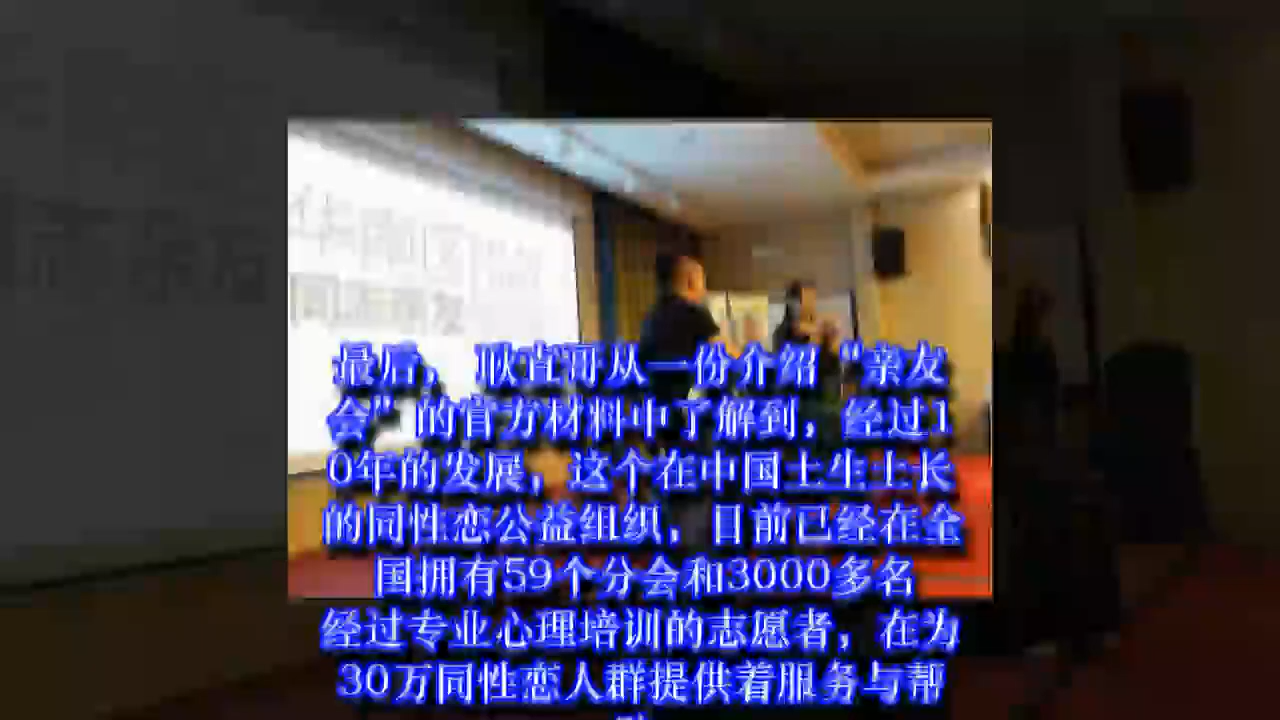 最后， 耿直哥从一份介绍“亲友
会”的官方材料中了解到，经过1
0年的发展，这个在中国土生土长
的同性恋公益组织，目前已经在全
国拥有59个分会和3000多名
经过专业心理培训的志愿者，在为
30万同性恋人群提供着服务与帮